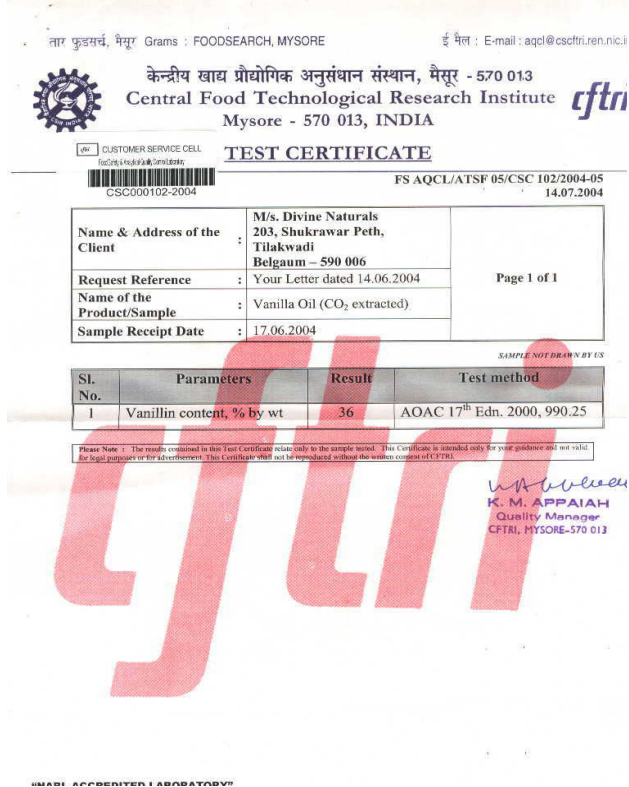 तार फुडसर्च, मैसूर Grams : FOODSEARCH, MYSORE
ई मैल : E-mail : aqcl@cscftri.ren.nic.i
केन्द्रीय खाद्य प्रौद्योगिक अनुसंधान संस्थान, मैसूर - 570 013
Central Food Technological Research Institute
Mysore - 570 013, INDIA
cftri
cftri CUSTOMER SERVICE CELL
Food Safety & Analytical Quality Control Laboratory
CSC000102-2004
TEST CERTIFICATE
FS AQCL/ATSF 05/CSC 102/2004-05
14.07.2004
Name & Address of the Client : M/s. Divine Naturals
203, Shukrawar Peth,
Tilakwadi
Belgaum – 590 006
Request Reference : Your Letter dated 14.06.2004
Page 1 of 1
Name of the Product/Sample : Vanilla Oil (CO₂ extracted)
Sample Receipt Date : 17.06.2004
SAMPLE NOT DRAWN BY US
Sl. No. Parameters Result Test method
1 Vanillin content, % by wt 36 AOAC 17th Edn. 2000, 990.25
Please Note : The results contained in this Test Certificate relate only to the sample tested. This Certificate is intended only for your guidance and not valid
for legal purposes or for advertisement. This Certificate shall not be reproduced without the written consent of CFTRI.
K. M. APPAIAH
Quality Manager
CFTRI, MYSORE-570 013
cftri
"NABL ACCREDITED LABORATORY"